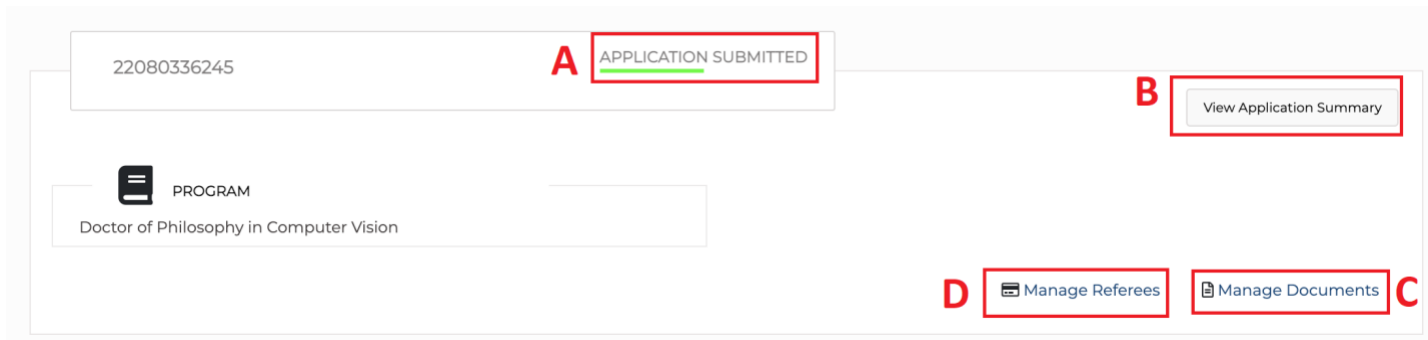 22080336245
A APPLICATION SUBMITTED
B View Application Summary
PROGRAM
Doctor of Philosophy in Computer Vision
D Manage Referees Manage Documents C